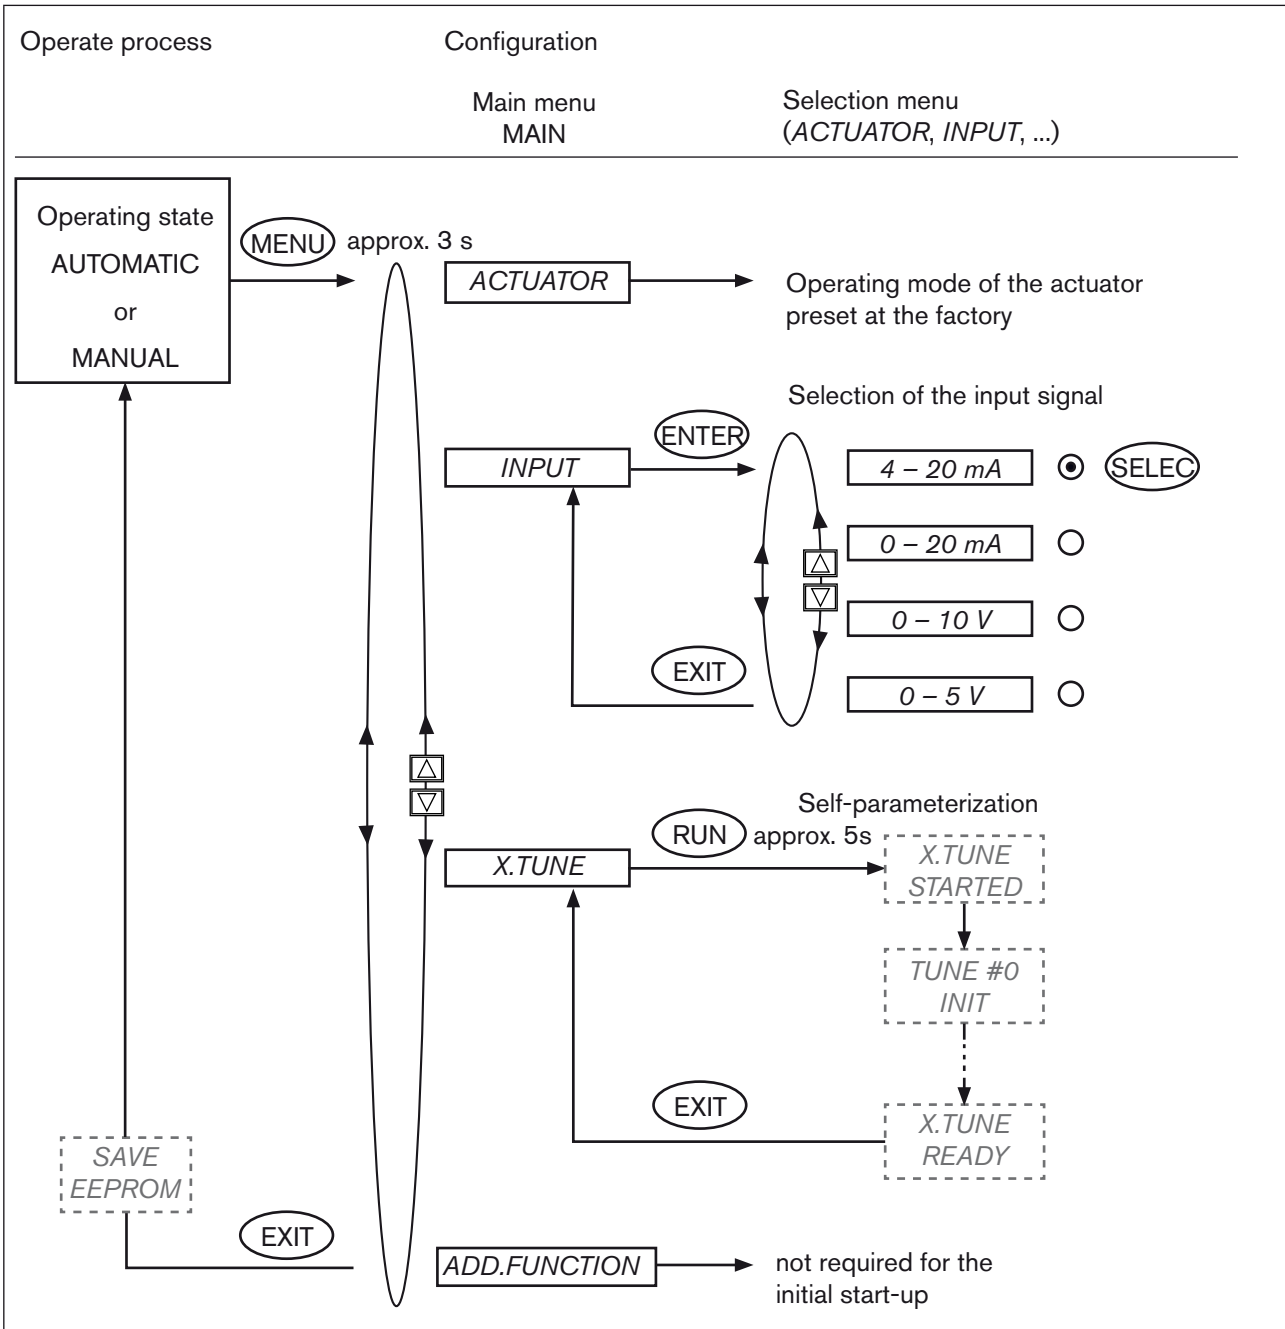 Operate process
Configuration
Main menu
MAIN
Selection menu
(ACTUATOR, INPUT, ...)
Operating state
AUTOMATIC
or
MANUAL
MENU
approx. 3 s
ACTUATOR
Operating mode of the actuator
preset at the factory
Selection of the input signal
INPUT
ENTER
4 – 20 mA
SELEC
0 – 20 mA
0 – 10 V
EXIT
0 – 5 V
Self-parameterization
X.TUNE
RUN
approx. 5s
X.TUNE
STARTED
TUNE #0
INIT
EXIT
X.TUNE
READY
SAVE
EEPROM
EXIT
ADD.FUNCTION
not required for the
initial start-up